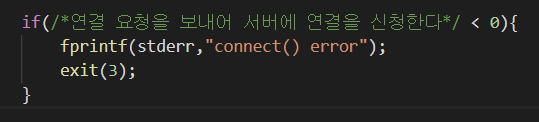 if(/*연결 요청을 보내어 서버에 연결을 신청한다*/ < 0){
    fprintf(stderr,"connect() error");
    exit(3);
}